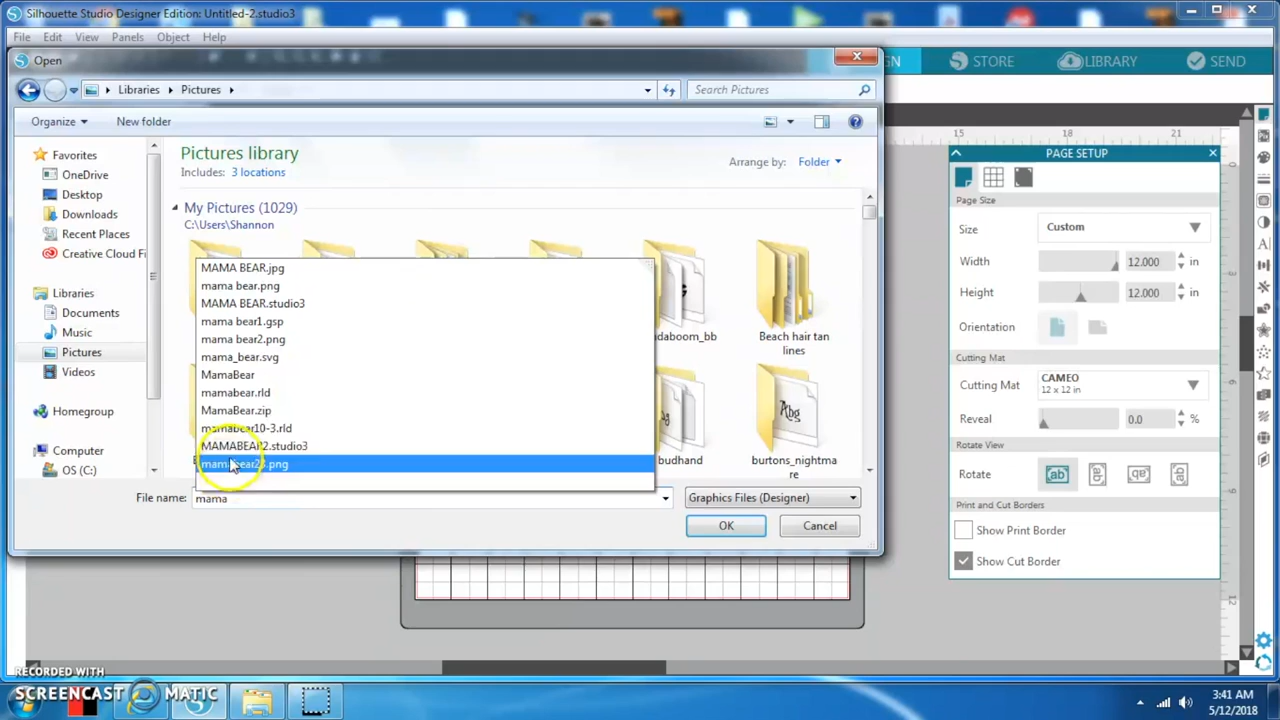 Silhouette Studio Designer Edition: Untitled-2.studio3
File Edit View Panels Object Help
Open
STORE LIBRARY SEND
Libraries Pictures
Search Pictures
Organize New folder
Favorites
OneDrive
Desktop
Downloads
Recent Places
Creative Cloud Fi
Libraries
Documents
Music
Pictures
Videos
Homegroup
Computer
OS (C:)
Pictures library
Includes: 3 locations
Arrange by: Folder
My Pictures (1029)
C:\Users\Shannon
MAMA BEAR.jpg
mama bear.png
MAMA BEAR.studio3
mama bear1.gsp
mama bear2.png
mama_bear.svg
MamaBear
mamabear.rld
MamaBear.zip
mamabear10-3.rld
MAMABEAR2.studio3
Beach hair tan
lines
budhand
burtons_nightma
re
File name: mama
Graphics Files (Designer)
OK Cancel
15 18 21
PAGE SETUP
Page Size
Size Custom
Width 12.000 in
Height 12.000 in
Orientation
Cutting Mat
Cutting Mat CAMEO
12 x 12 in
Reveal 0.0 %
Rotate View
Rotate
Print and Cut Borders
Show Print Border
Show Cut Border
RECORDED WITH
SCREENCAST MATIC
3:41 AM
5/12/2018